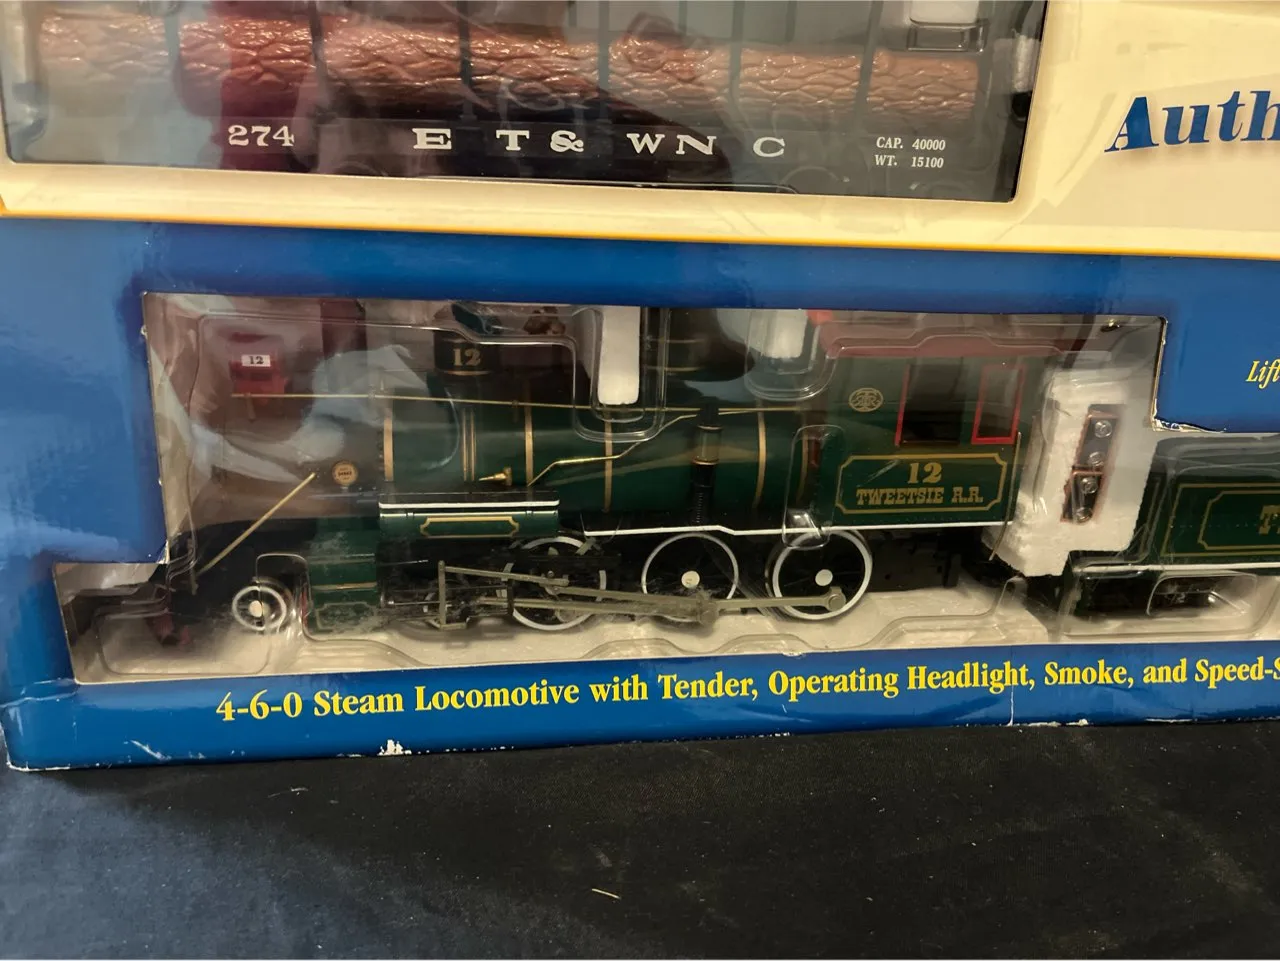 274 E T& WN C CAP. 40000
WT. 15100
Auth
Lift
12
12
12
TWEETSIE R.R.
T
4-6-0 Steam Locomotive with Tender, Operating Headlight, Smoke, and Speed-S